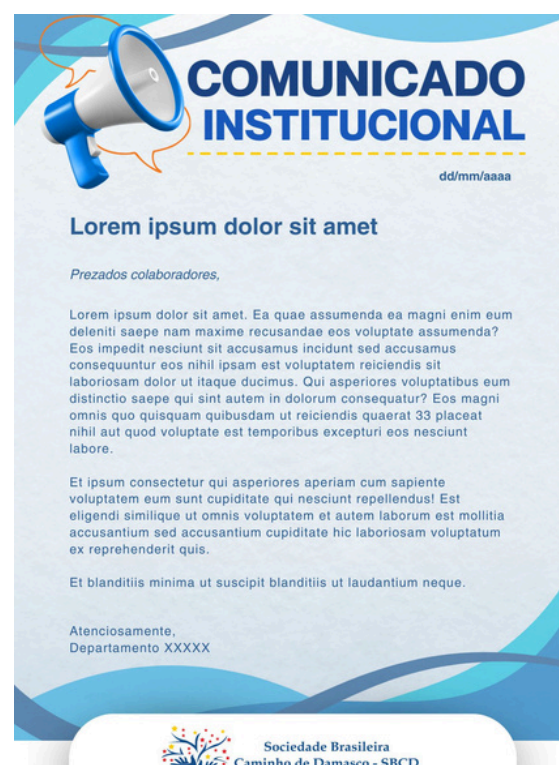 COMUNICADO
INSTITUCIONAL
dd/mm/aaaa
Lorem ipsum dolor sit amet
Prezados colaboradores,
Lorem ipsum dolor sit amet. Ea quae assumenda ea magni enim eum
deleniti saepe nam maxime recusandae eos voluptate assumenda?
Eos impedit nesciunt sit accusamus incidunt sed accusamus
consequuntur eos nihil ipsam est voluptatem reiciendis sit
laboriosam dolor ut itaque ducimus. Qui asperiores voluptatibus eum
distinctio saepe qui sint autem in dolorum consequatur? Eos magni
omnis quo quisquam quibusdam ut reiciendis quaerat 33 placeat
nihil aut quod voluptate est temporibus excepturi eos nesciunt
labore.
Et ipsum consectetur qui asperiores aperiam cum sapiente
voluptatem eum sunt cupiditate qui nesciunt repellendus! Est
eligendi similique ut omnis voluptatem et autem laborum est mollitia
accusantium sed accusantium cupiditate hic laboriosam voluptatum
ex reprehenderit quis.
Et blanditiis minima ut suscipit blanditiis ut laudantium neque.
Atenciosamente,
Departamento XXXXX
Sociedade Brasileira
Caminho de Damasco - SBCD